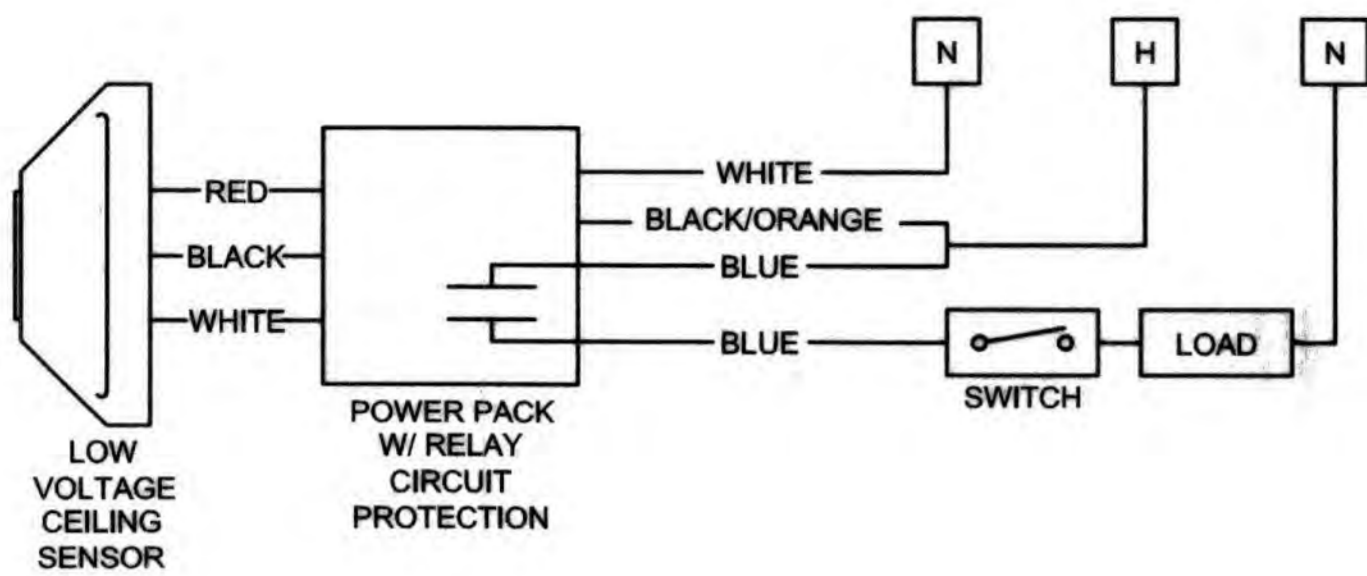 N
H
N
RED
BLACK
WHITE
WHITE
BLACK/ORANGE
BLUE
BLUE
LOAD
SWITCH
POWER PACK
W/ RELAY
CIRCUIT
PROTECTION
LOW
VOLTAGE
CEILING
SENSOR